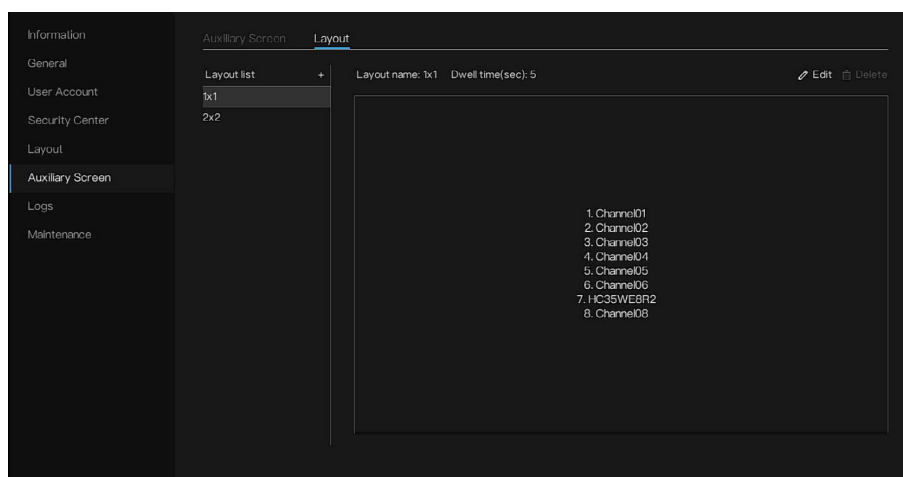 Information
General
User Account
Security Center
Layout
Auxiliary Screen
Logs
Maintenance
Auxiliary Screen Layout
Layout list +
1x1
2x2
Layout name: 1x1 Dwell time(sec): 5
Edit Delete
1. Channel01
2. Channel02
3. Channel03
4. Channel04
5. Channel05
6. Channel06
7. HC35WE8R2
8. Channel08